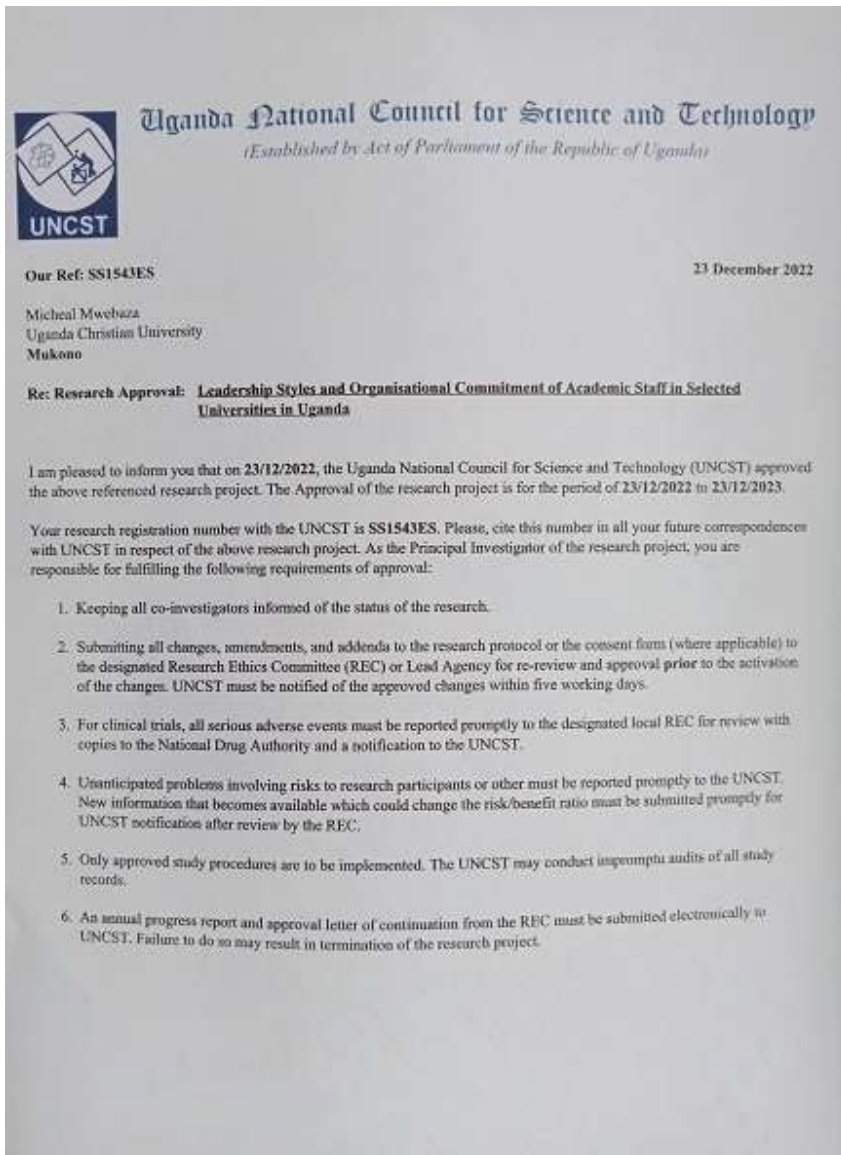 Uganda National Council for Science and Technology
(Established by Act of Parliament of the Republic of Uganda)
UNCST
Our Ref: SS1543ES
23 December 2022
Micheal Mwebaza
Uganda Christian University
Mukono
Re: Research Approval: Leadership Styles and Organisational Commitment of Academic Staff in Selected
Universities in Uganda
I am pleased to inform you that on 23/12/2022, the Uganda National Council for Science and Technology (UNCST) approved
the above referenced research project. The Approval of the research project is for the period of 23/12/2022 to 23/12/2023.
Your research registration number with the UNCST is SS1543ES. Please, cite this number in all your future correspondences
with UNCST in respect of the above research project. As the Principal Investigator of the research project, you are
responsible for fulfilling the following requirements of approval:
1. Keeping all co-investigators informed of the status of the research.
2. Submitting all changes, amendments, and addenda to the research protocol or the consent form (where applicable) to
the designated Research Ethics Committee (REC) or Lead Agency for re-review and approval prior to the activation
of the changes. UNCST must be notified of the approved changes within five working days.
3. For clinical trials, all serious adverse events must be reported promptly to the designated local REC for review with
copies to the National Drug Authority and a notification to the UNCST.
4. Unanticipated problems involving risks to research participants or other must be reported promptly to the UNCST.
New information that becomes available which could change the risk/benefit ratio must be submitted promptly for
UNCST notification after review by the REC.
5. Only approved study procedures are to be implemented. The UNCST may conduct impromptu audits of all study
records.
6. An annual progress report and approval letter of continuation from the REC must be submitted electronically to
UNCST. Failure to do so may result in termination of the research project.